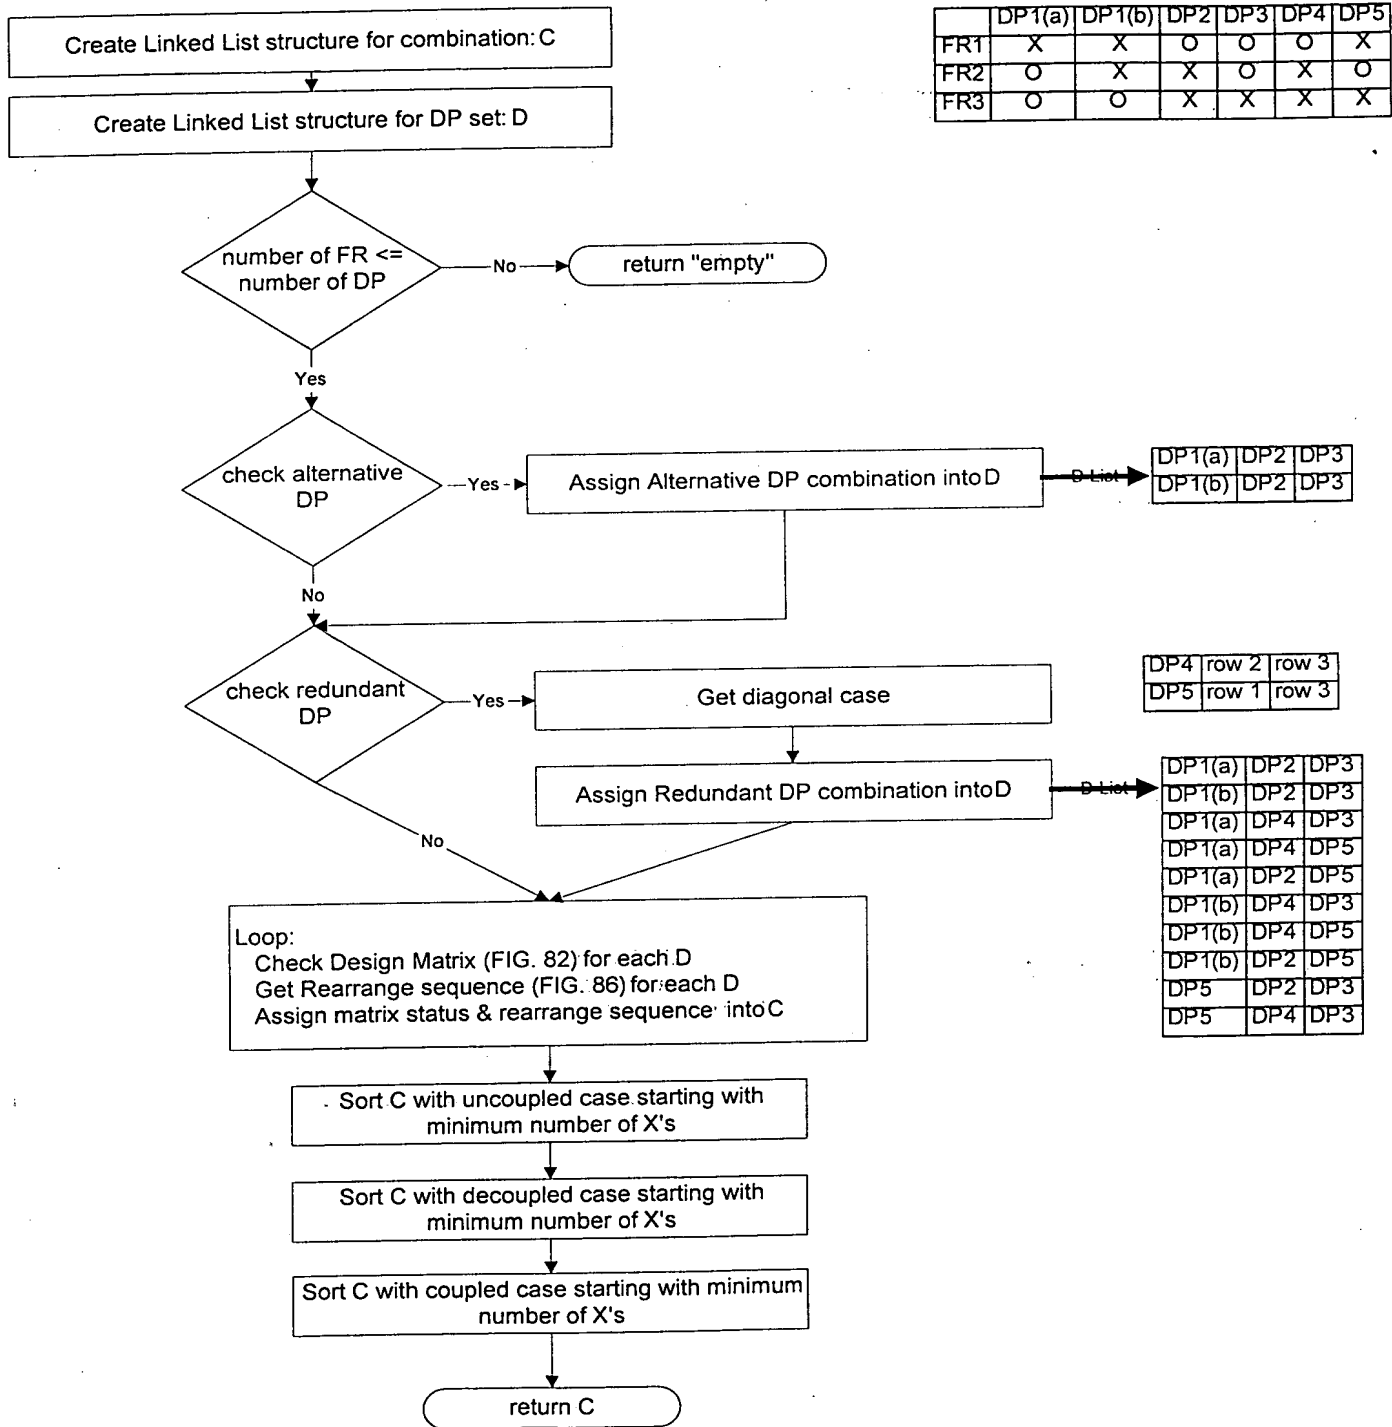 Create Linked List structure for combination: C
Create Linked List structure for DP set: D
number of FR <=
number of DP
No
return "empty"
Yes
check alternative
DP
Yes
Assign Alternative DP combination into D
D List
No
check redundant
DP
Yes
Get diagonal case
Assign Redundant DP combination into D
D List
No
Loop:
Check Design Matrix (FIG. 82) for each D
Get Rearrange sequence (FIG. 86) for each D
Assign matrix status & rearrange sequence into C
Sort C with uncoupled case starting with
minimum number of X's
Sort C with decoupled case starting with
minimum number of X's
Sort C with coupled case starting with minimum
number of X's
return C
DP1(a) DP1(b) DP2 DP3 DP4 DP5
FR1 X X O O O X
FR2 O X X O X O
FR3 O O X X X X
DP1(a) DP2 DP3
DP1(b) DP2 DP3
DP4 row 2 row 3
DP5 row 1 row 3
DP1(a) DP2 DP3
DP1(b) DP2 DP3
DP1(a) DP4 DP3
DP1(a) DP4 DP5
DP1(a) DP2 DP5
DP1(b) DP4 DP3
DP1(b) DP4 DP5
DP1(b) DP2 DP5
DP5 DP2 DP3
DP5 DP4 DP3